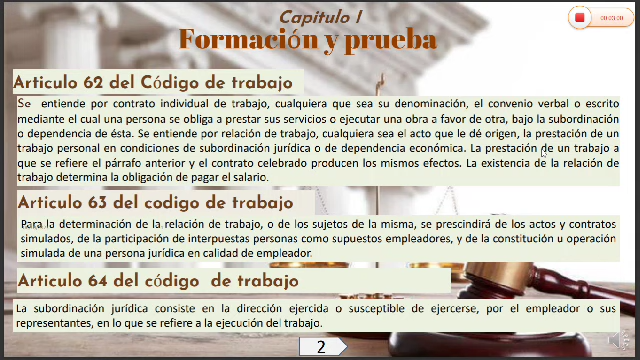 Capitulo I
Formación y prueba
00:03:00
Articulo 62 del Código de trabajo
Se entiende por contrato individual de trabajo, cualquiera que sea su denominación, el convenio verbal o escrito
mediante el cual una persona se obliga a prestar sus servicios o ejecutar una obra a favor de otra, bajo la subordinación
o dependencia de ésta. Se entiende por relación de trabajo, cualquiera sea el acto que le dé origen, la prestación de un
trabajo personal en condiciones de subordinación jurídica o de dependencia económica. La prestación de un trabajo a
que se refiere el párrafo anterior y el contrato celebrado producen los mismos efectos. La existencia de la relación de
trabajo determina la obligación de pagar el salario.
Articulo 63 del codigo de trabajo
Para la determinación de la relación de trabajo, o de los sujetos de la misma, se prescindirá de los actos y contratos
simulados, de la participación de interpuestas personas como supuestos empleadores, y de la constitución u operación
simulada de una persona jurídica en calidad de empleador.
Articulo 64 del código de trabajo
La subordinación jurídica consiste en la dirección ejercida o susceptible de ejercerse, por el empleador o sus
representantes, en lo que se refiere a la ejecución del trabajo.
2